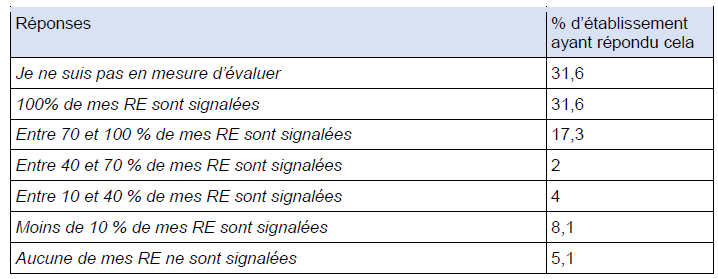 Réponses
% d'établissement
ayant répondu cela
Je ne suis pas en mesure d'évaluer
31,6
100% de mes RE sont signalées
31,6
Entre 70 et 100 % de mes RE sont signalées
17,3
Entre 40 et 70 % de mes RE sont signalées
2
Entre 10 et 40 % de mes RE sont signalées
4
Moins de 10 % de mes RE sont signalées
8,1
Aucune de mes RE ne sont signalées
5,1